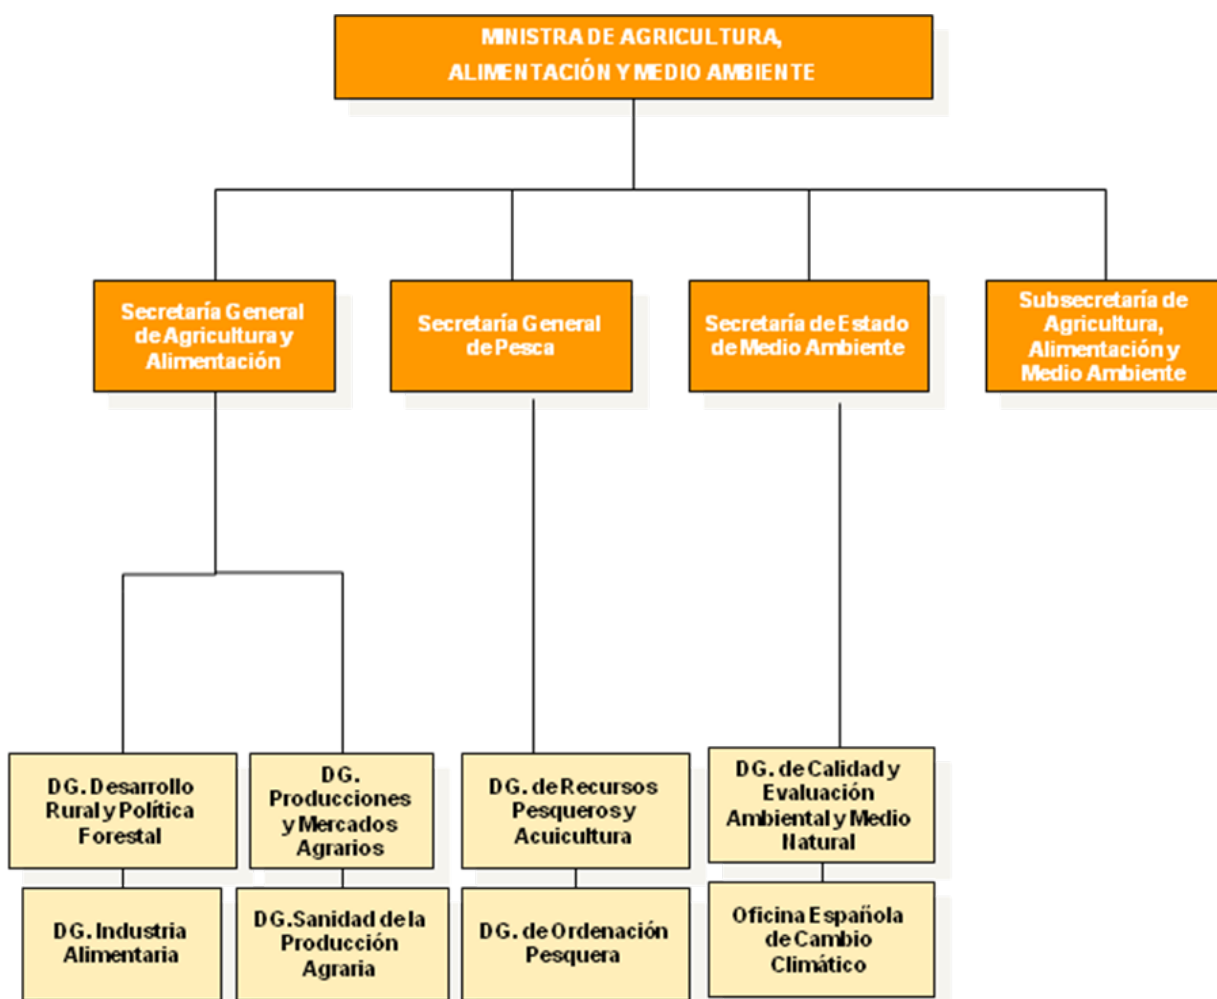 MINISTRA DE AGRICULTURA,
ALIMENTACIÓN Y MEDIO AMBIENTE
Secretaría General
de Agricultura y
Alimentación
Secretaría General
de Pesca
Secretaría de Estado
de Medio Ambiente
Subsecretaría de
Agricultura,
Alimentación y
Medio Ambiente
DG. Desarrollo
Rural y Política
Forestal
DG.
Producciones
y Mercados
Agrarios
DG. de Recursos
Pesqueros y
Acuicultura
DG. de Calidad y
Evaluación
Ambiental y Medio
Natural
DG. Industria
Alimentaria
DG.Sanidad de la
Producción
Agraria
DG. de Ordenación
Pesquera
Oficina Española
de Cambio
Climático